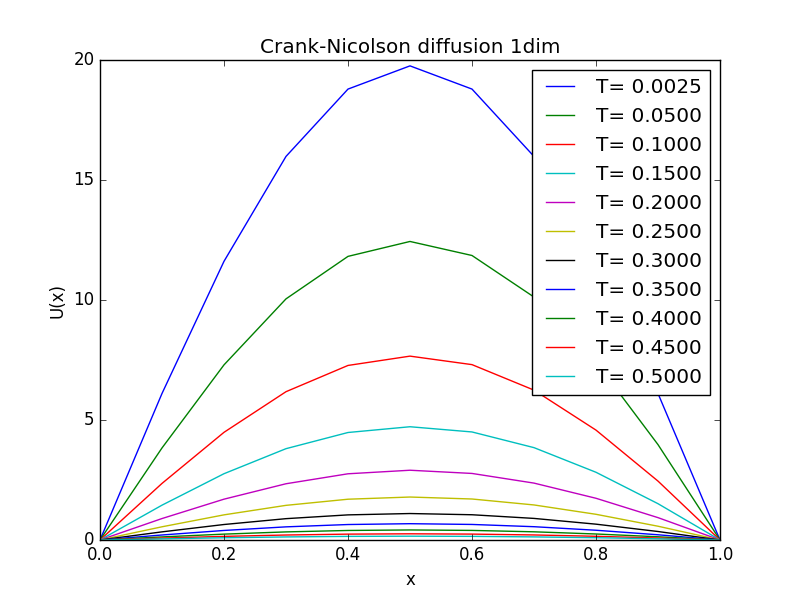 Crank-Nicolson diffusion 1dim
20
15
10
5
0
U(x)
T= 0.0025
T= 0.0500
T= 0.1000
T= 0.1500
T= 0.2000
T= 0.2500
T= 0.3000
T= 0.3500
T= 0.4000
T= 0.4500
T= 0.5000
0.0 0.2 0.4 0.6 0.8 1.0
x